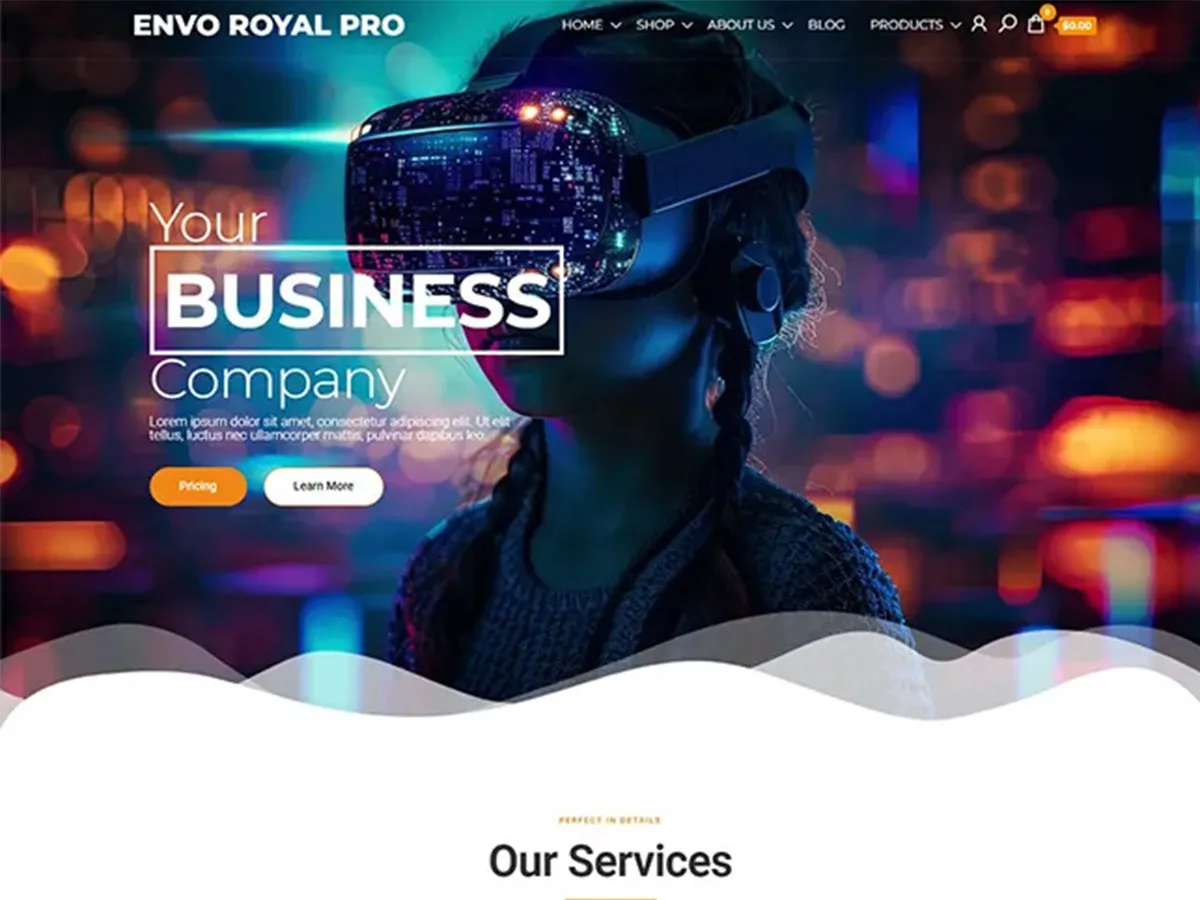 ENVO ROYAL PRO
HOME SHOP ABOUT US BLOG PRODUCTS
0
$0.00
Your
BUSINESS
Company
Lorem ipsum dolor sit amet, consectetur adipiscing elit. Ut elit
tellus, luctus nec ullamcorper mattis, pulvinar dapibus leo.
Pricing Learn More
PERFECT IN DETAILS
Our Services